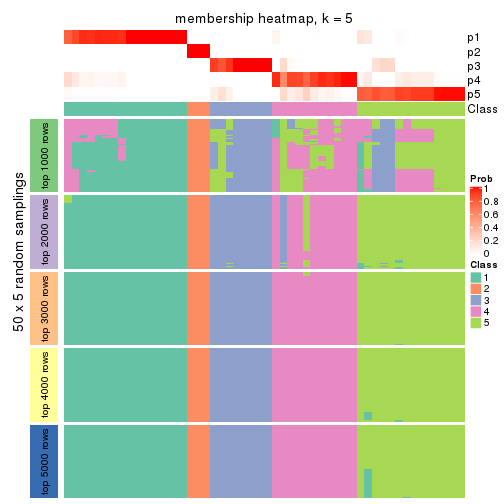 membership heatmap, k = 5
p1
p2
p3
p4
p5
Class
50 x 5 random samplings
top 1000 rows
top 2000 rows
top 3000 rows
top 4000 rows
top 5000 rows
Prob
1
0.8
0.6
0.4
0.2
0
Class
1
2
3
4
5